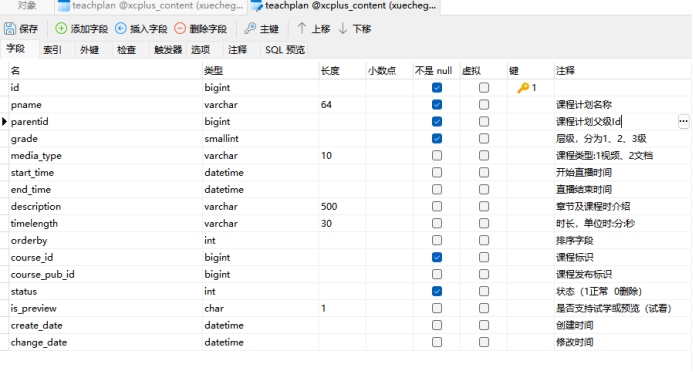 对象 teachplan @xcplus_content (xuecheg... teachplan @xcplus_content (xuecheg...
保存 添加字段 插入字段 删除字段 主键 上移 下移
字段 索引 外键 检查 触发器 选项 注释 SQL 预览
名 类型 长度 小数点 不是 null 虚拟 键 注释
id bigint 1
pname varchar 64 课程计划名称
parentid bigint 课程计划父级Id
grade smallint 层级，分为1、2、3级
media_type varchar 10 课程类型:1视频、2文档
start_time datetime 开始直播时间
end_time datetime 直播结束时间
description varchar 500 章节及课程时介绍
timelength varchar 30 时长，单位时:分:秒
orderby int 排序字段
course_id bigint 课程标识
course_pub_id bigint 课程发布标识
status int 状态（1正常 0删除）
is_preview char 1 是否支持试学或预览（试看）
create_date datetime 创建时间
change_date datetime 修改时间